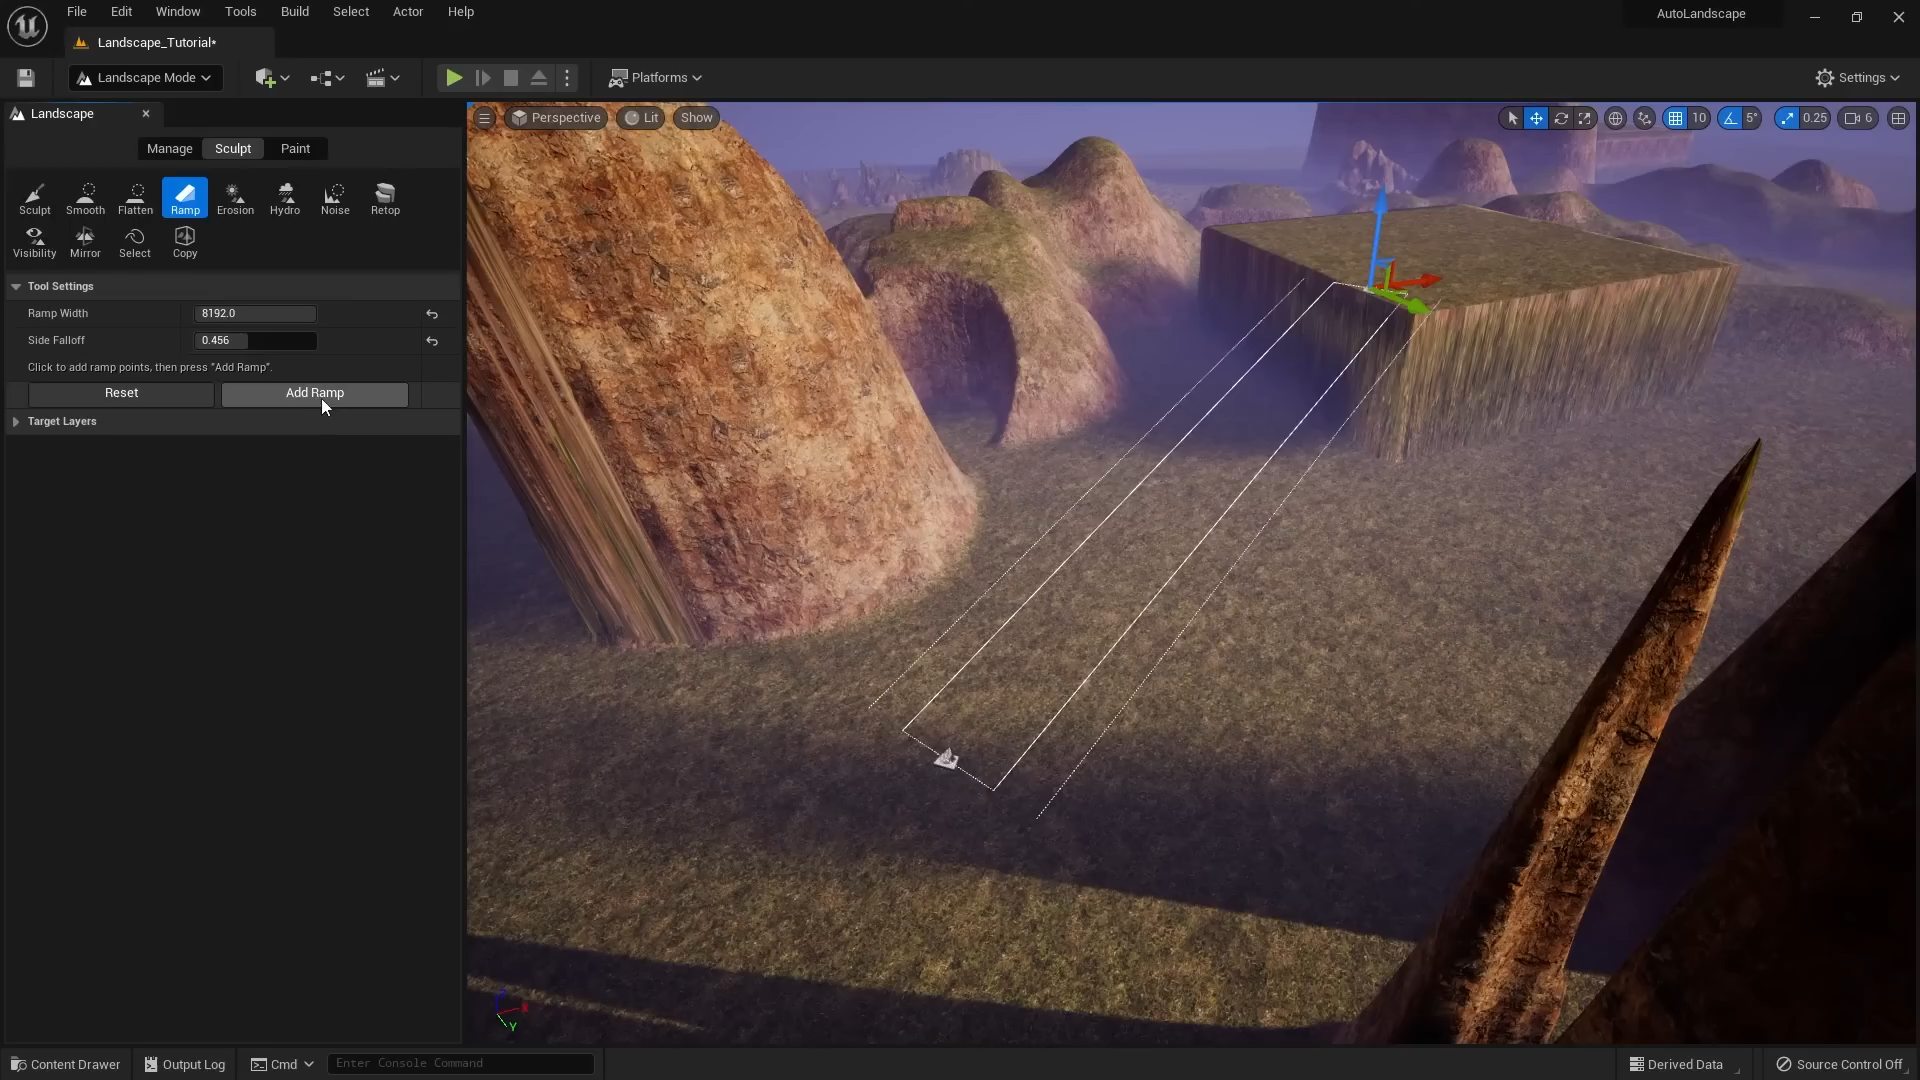 File Edit Window Tools Build Select Actor Help
AutoLandscape
Landscape_Tutorial*
Landscape Mode
Platforms
Settings
Landscape
Perspective Lit Show
10 5° 0.25 6
Manage Sculpt Paint
Sculpt Smooth Flatten Ramp Erosion Hydro Noise Retop
Visibility Mirror Select Copy
Tool Settings
Ramp Width 8192.0
Side Falloff 0.456
Click to add ramp points, then press "Add Ramp".
Reset Add Ramp
Target Layers
Z X
Y
Content Drawer Output Log Cmd Enter Console Command Derived Data Source Control Off